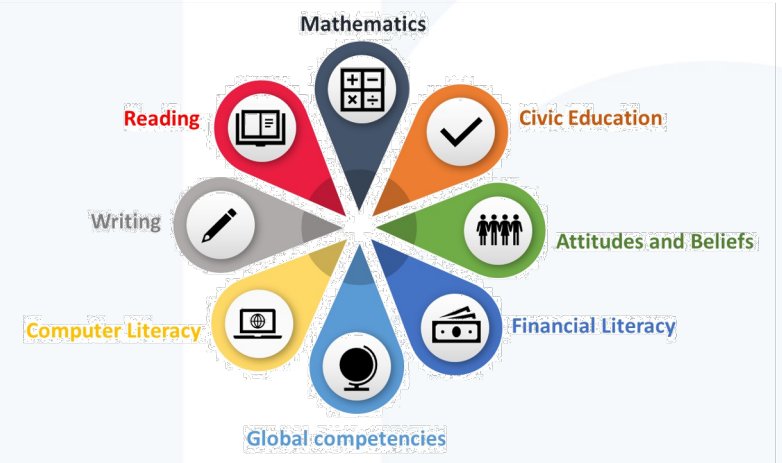 Mathematics
Reading
Civic Education
Writing
Attitudes and Beliefs
Computer Literacy
Financial Literacy
Global competencies